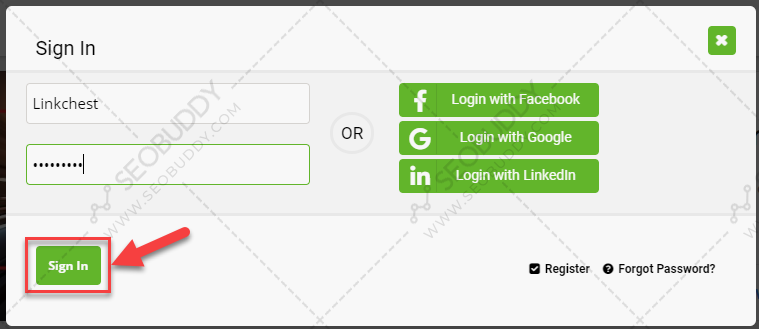 Sign In
Linkchest
•••••••••
OR
Login with Facebook
Login with Google
Login with LinkedIn
Sign In
Register
Forgot Password?
SEOBUDDY
WWW.SEOBUDDY.COM
SEOBUDDY
WWW.SEOBUDDY.COM